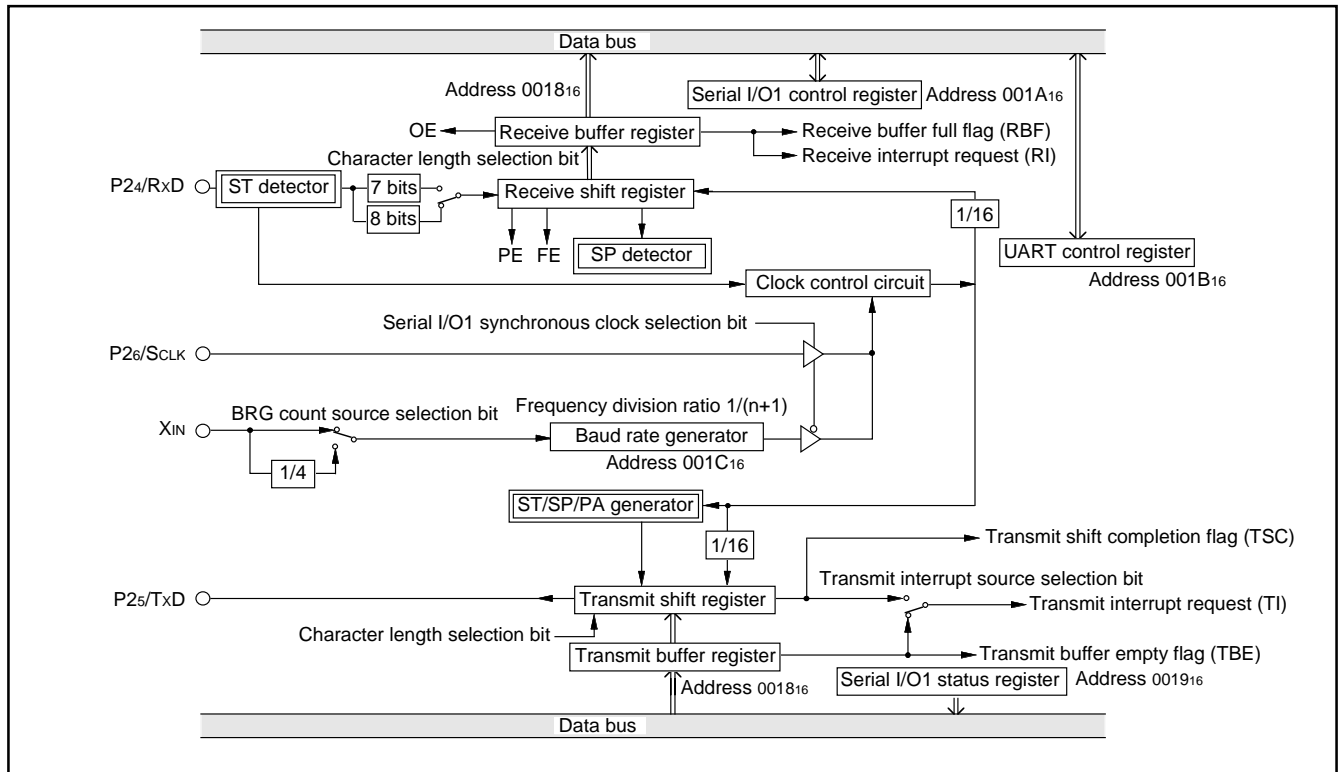 Data bus
Address 001816
Serial I/O1 control register Address 001A16
OE Receive buffer register Receive buffer full flag (RBF)
Character length selection bit Receive interrupt request (RI)
P24/RxD ST detector 7 bits Receive shift register
8 bits 1/16
PE FE SP detector UART control register
Clock control circuit Address 001B16
Serial I/O1 synchronous clock selection bit
P26/SCLK
BRG count source selection bit Frequency division ratio 1/(n+1)
XIN Baud rate generator
1/4 Address 001C16
ST/SP/PA generator
1/16 Transmit shift completion flag (TSC)
Transmit interrupt source selection bit
P25/TxD Transmit shift register Transmit interrupt request (TI)
Character length selection bit
Transmit buffer register Transmit buffer empty flag (TBE)
Address 001816 Serial I/O1 status register Address 001916
Data bus